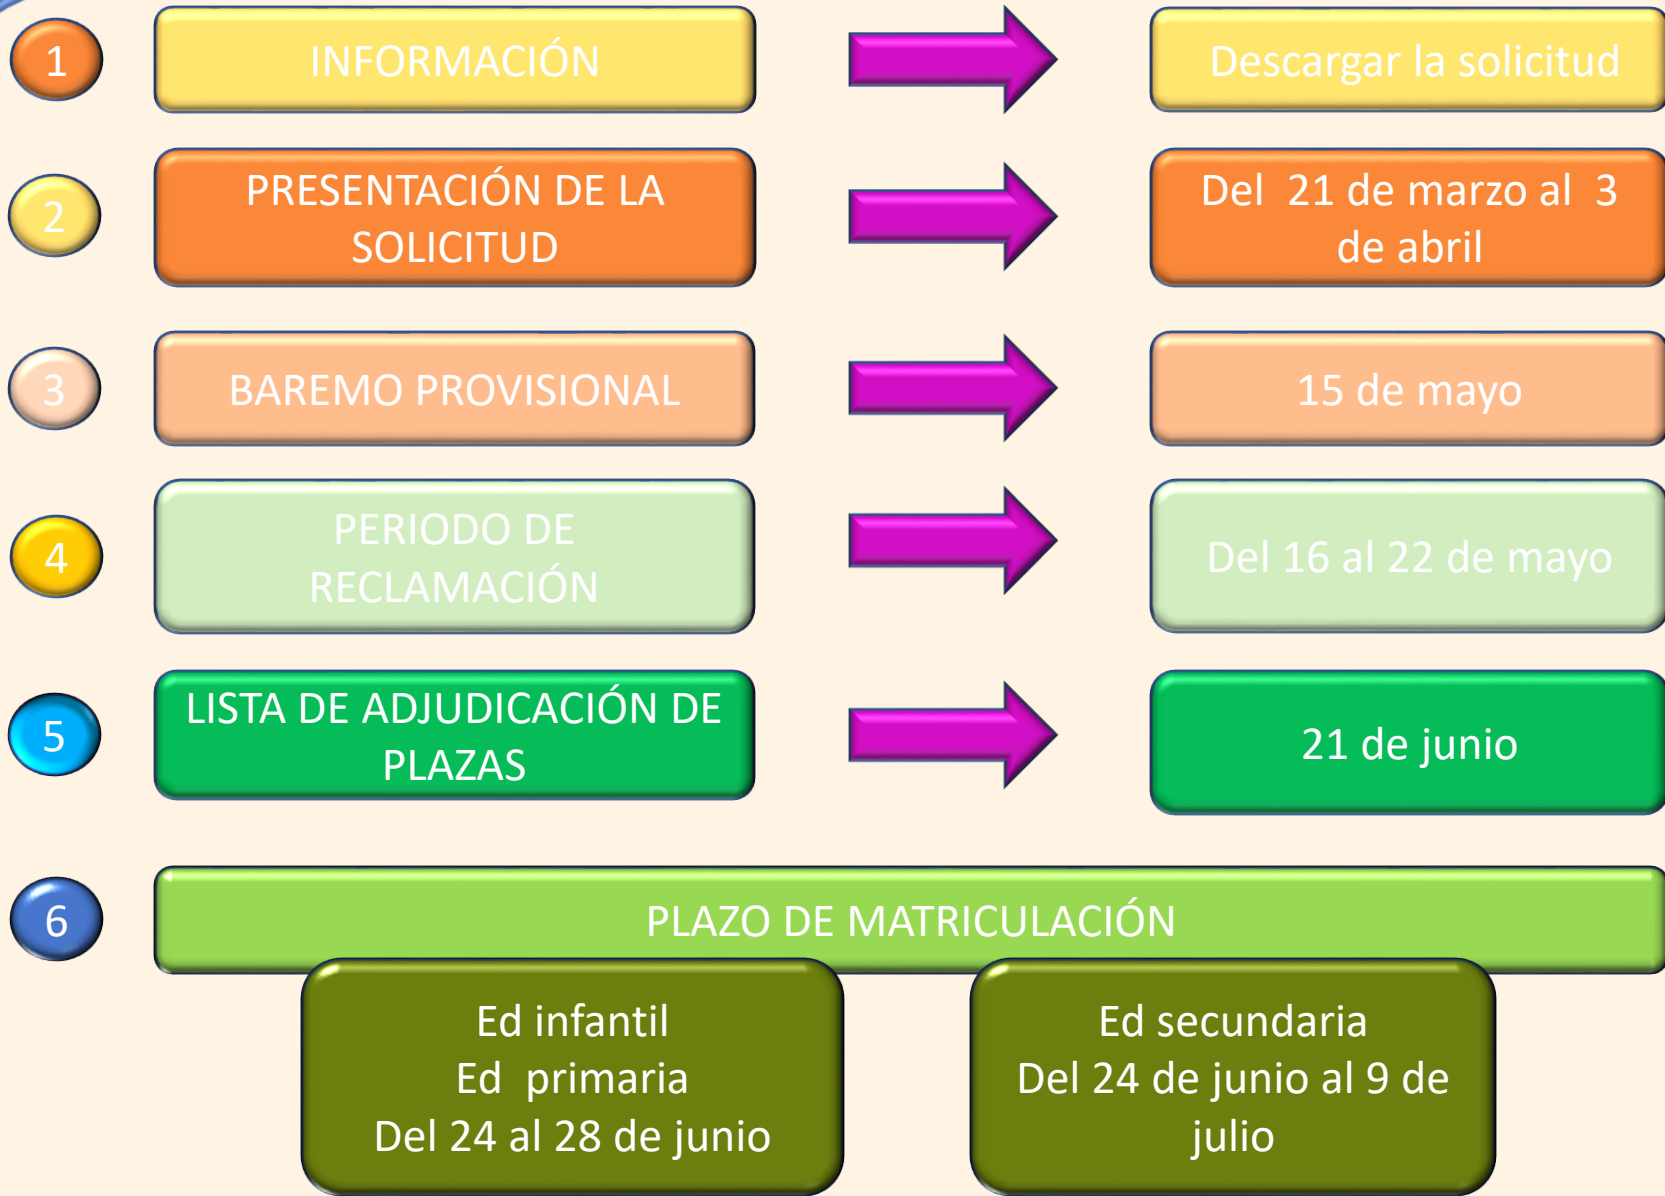 1
INFORMACIÓN
Descargar la solicitud
2
PRESENTACIÓN DE LA
SOLICITUD
Del 21 de marzo al 3
de abril
3
BAREMO PROVISIONAL
15 de mayo
4
PERIODO DE
RECLAMACIÓN
Del 16 al 22 de mayo
5
LISTA DE ADJUDICACIÓN DE
PLAZAS
21 de junio
6
PLAZO DE MATRICULACIÓN
Ed infantil
Ed primaria
Del 24 al 28 de junio
Ed secundaria
Del 24 de junio al 9 de
julio